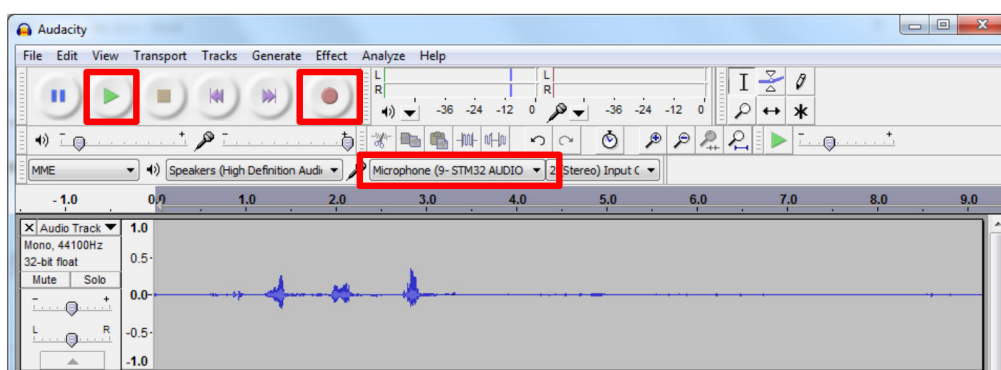 Audacity
File Edit View Transport Tracks Generate Effect Analyze Help
L
R
-36 -24 -12 0
L
R
-36 -24 -12 0
MME
Speakers (High Definition Audi
Microphone (9- STM32 AUDIO
2 Stereo) Input C
- 1.0 0.0 1.0 2.0 3.0 4.0 5.0 6.0 7.0 8.0 9.0
X Audio Track
Mono, 44100Hz
32-bit float
Mute Solo
- +
L R
1.0
0.5-
0.0-
-0.5-
-1.0